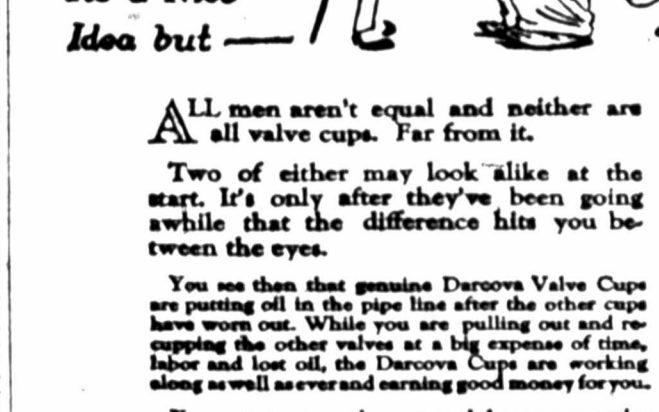 Idea but —
ALL men aren't equal and neither are
all valve cups. Far from it.
Two of either may look alike at the
start. It's only after they've been going
awhile that the difference hits you be-
tween the eyes.
You see then that genuine Darcova Valve Cups
are putting oil in the pipe line after the other cups
have worn out. While you are pulling out and re-
cupping the other valves at a big expense of time,
labor and lost oil, the Darcova Cups are working
along as well as ever and earning good money for you.